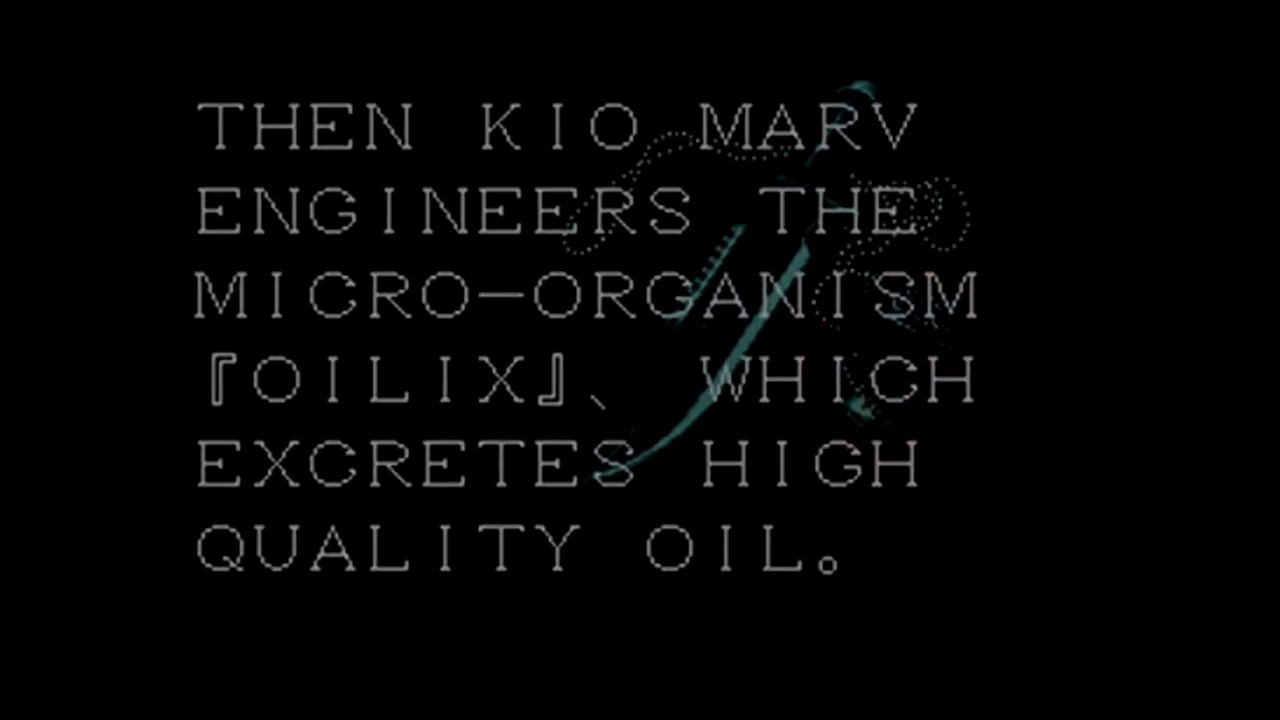 THEN KIO MARV
ENGINEERS THE
MICRO-ORGANISM
『OILIX』、 WHICH
EXCRETES HIGH
QUALITY OIL。